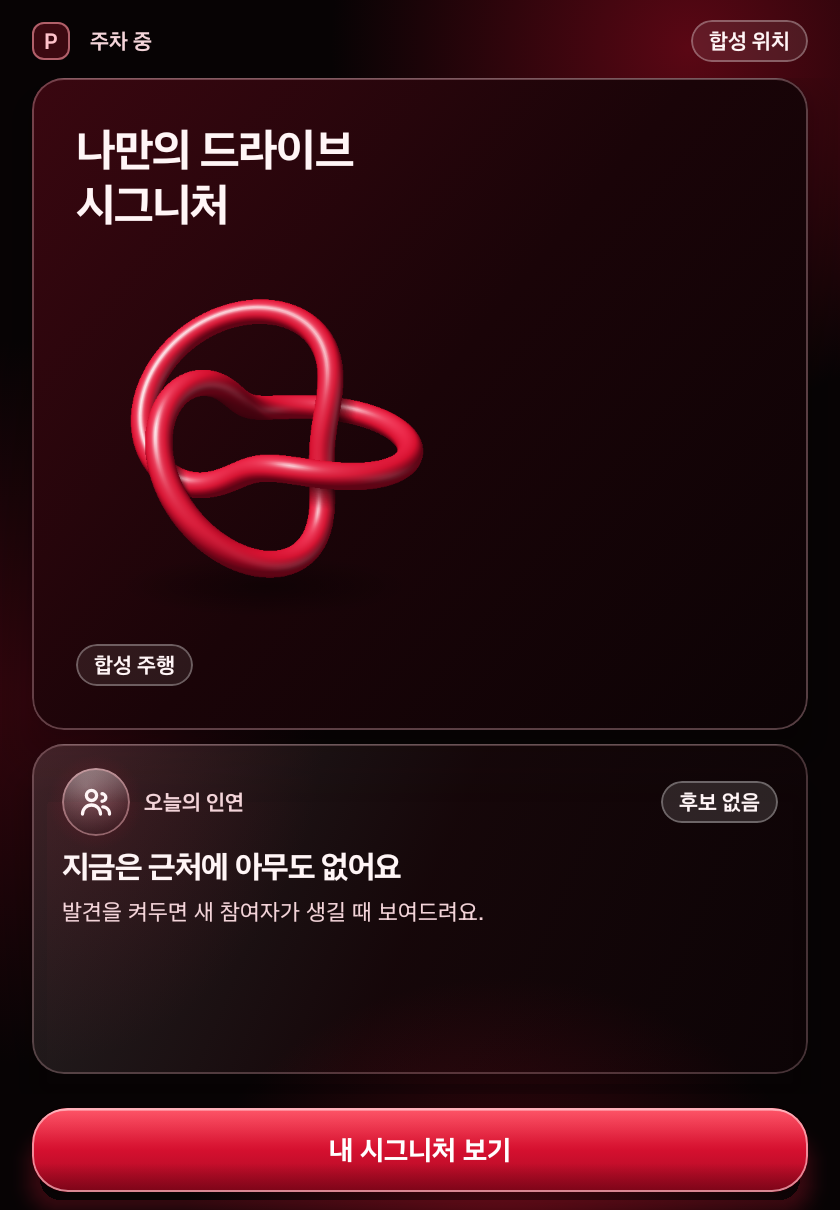 P 주차 중
합성 위치
나만의 드라이브
시그니처
합성 주행
오늘의 인연
후보 없음
지금은 근처에 아무도 없어요
발견을 켜두면 새 참여자가 생길 때 보여드려요.
내 시그니처 보기